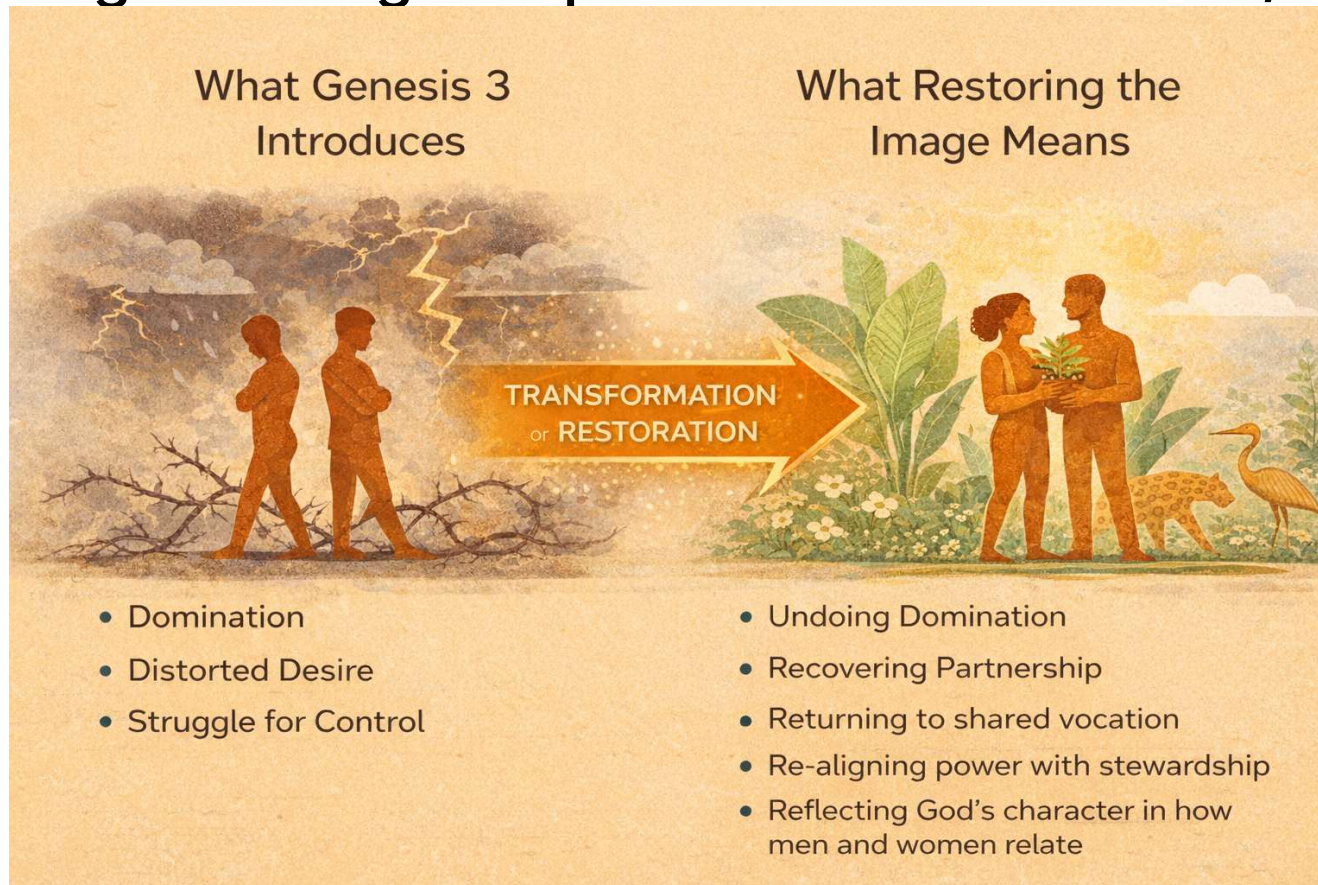 What Genesis 3
Introduces
What Restoring the
Image Means
TRANSFORMATION
or RESTORATION
• Domination
• Distorted Desire
• Struggle for Control
• Undoing Domination
• Recovering Partnership
• Returning to shared vocation
• Re-aligning power with stewardship
• Reflecting God's character in how
men and women relate